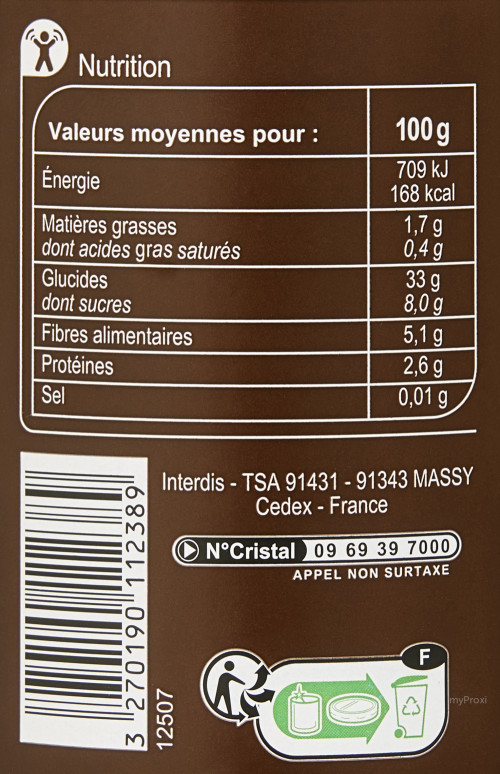 Nutrition
Valeurs moyennes pour : 100 g
Énergie 709 kJ
168 kcal
Matières grasses 1,7 g
dont acides gras saturés 0,4 g
Glucides 33 g
dont sucres 8,0 g
Fibres alimentaires 5,1 g
Protéines 2,6 g
Sel 0,01 g
Interdis - TSA 91431 - 91343 MASSY
Cedex - France
N°Cristal 09 69 39 7000
APPEL NON SURTAXE
3 270190 112389
12507
F
myProxi